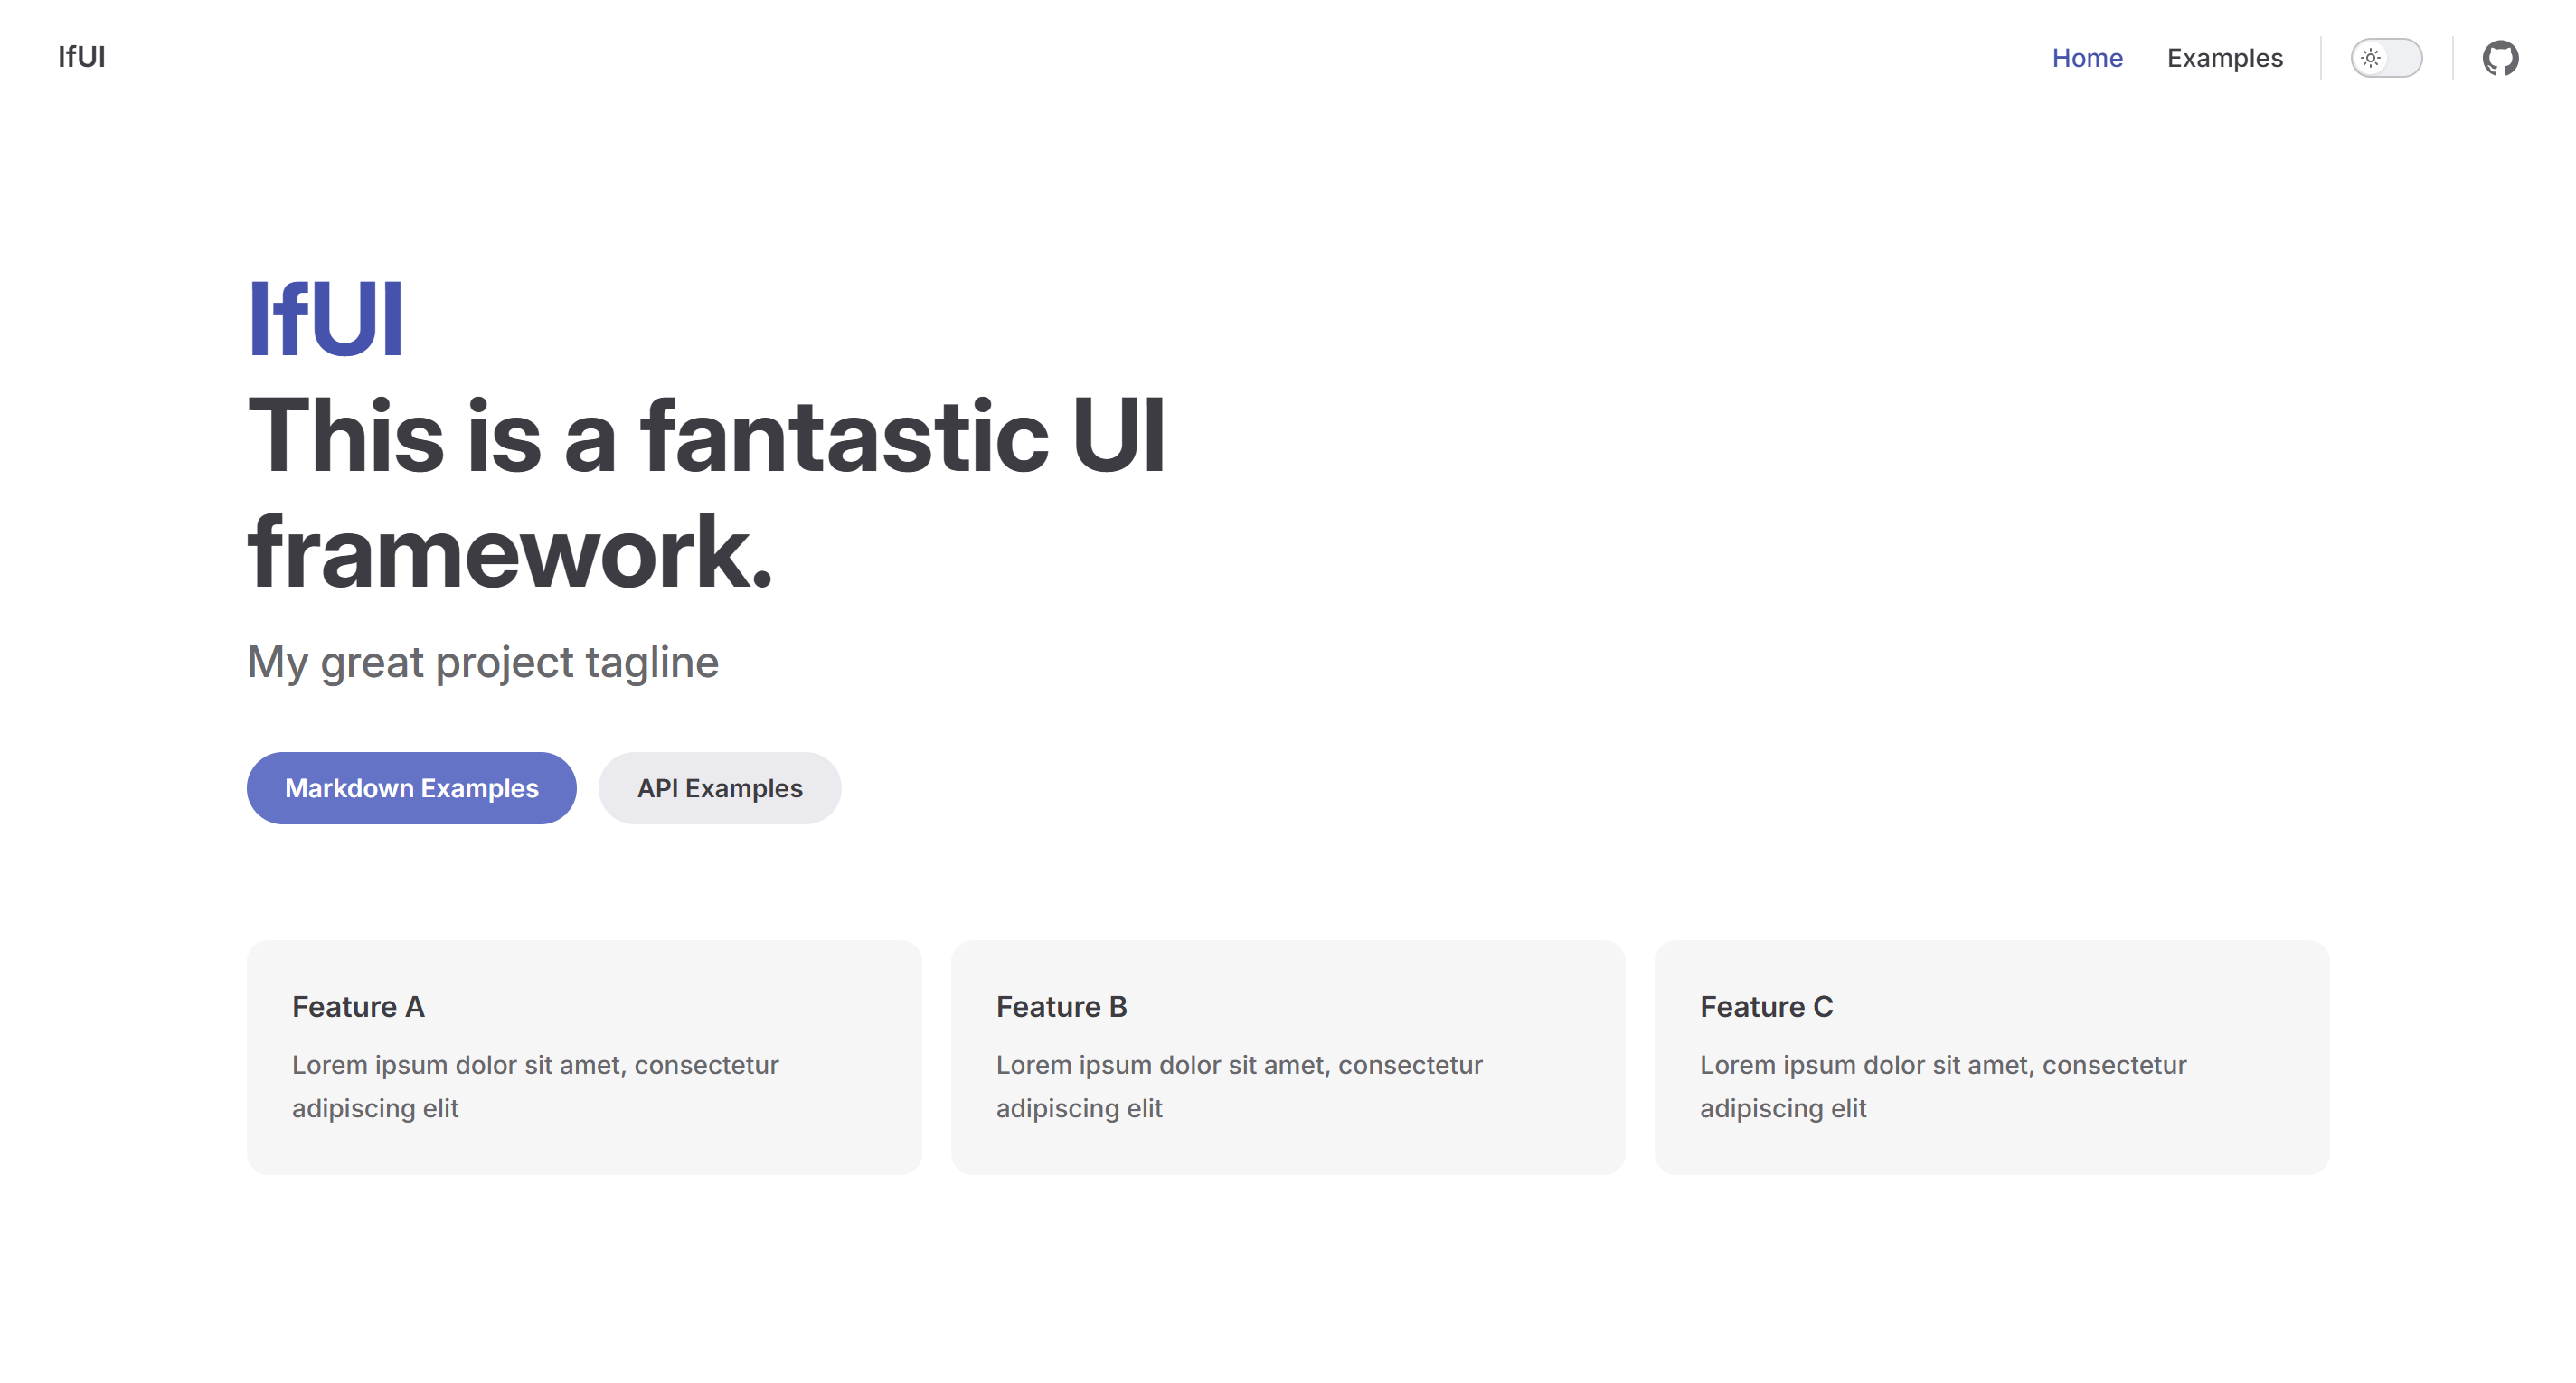 IfUI
Home
Examples
IfUI
This is a fantastic UI
framework.
My great project tagline
Markdown Examples
API Examples
Feature A
Lorem ipsum dolor sit amet, consectetur
adipiscing elit
Feature B
Lorem ipsum dolor sit amet, consectetur
adipiscing elit
Feature C
Lorem ipsum dolor sit amet, consectetur
adipiscing elit